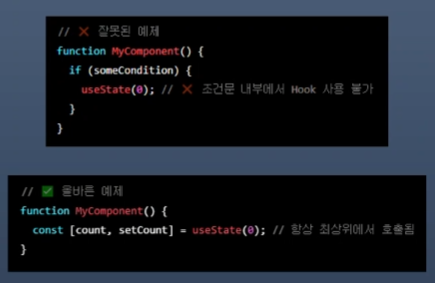 // ❌ 잘못된 예제
function MyComponent() {
  if (someCondition) {
    useState(0); // ❌ 조건문 내부에서 Hook 사용 불가
  }
}
// ✅ 올바른 예제
function MyComponent() {
  const [count, setCount] = useState(0); // 항상 최상위에서 호출됨
}